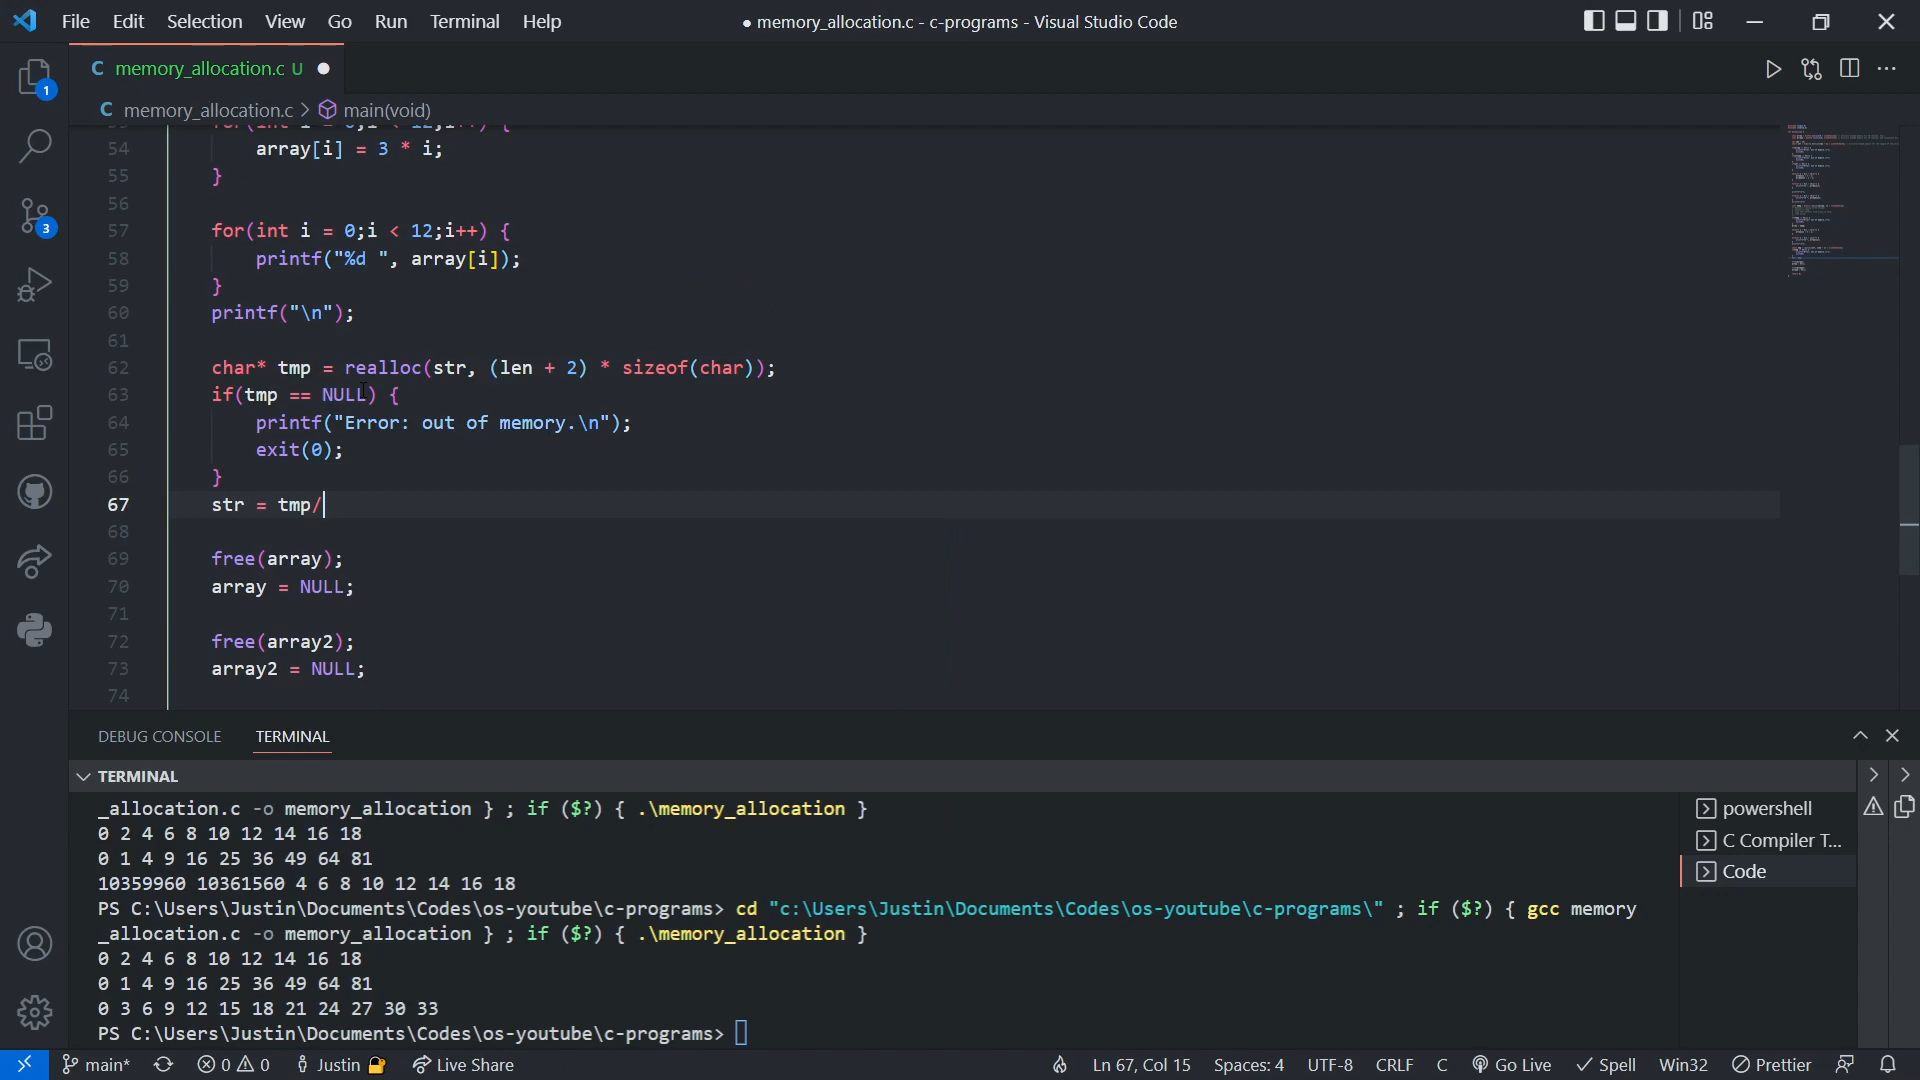 File Edit Selection View Go Run Terminal Help
● memory_allocation.c - c-programs - Visual Studio Code
C memory_allocation.c U ●
C memory_allocation.c > main(void)
54 array[i] = 3 * i;
55 }
56
57 for(int i = 0;i < 12;i++) {
58 printf("%d ", array[i]);
59 }
60 printf("\n");
61
62 char* tmp = realloc(str, (len + 2) * sizeof(char));
63 if(tmp == NULL) {
64 printf("Error: out of memory.\n");
65 exit(0);
66 }
67 str = tmp/
68
69 free(array);
70 array = NULL;
71
72 free(array2);
73 array2 = NULL;
74
1
3
DEBUG CONSOLE TERMINAL
TERMINAL
_allocation.c -o memory_allocation } ; if ($?) { .\memory_allocation }
0 2 4 6 8 10 12 14 16 18
0 1 4 9 16 25 36 49 64 81
10359960 10361560 4 6 8 10 12 14 16 18
PS C:\Users\Justin\Documents\Codes\os-youtube\c-programs> cd "c:\Users\Justin\Documents\Codes\os-youtube\c-programs\" ; if ($?) { gcc memory
_allocation.c -o memory_allocation } ; if ($?) { .\memory_allocation }
0 2 4 6 8 10 12 14 16 18
0 1 4 9 16 25 36 49 64 81
0 3 6 9 12 15 18 21 24 27 30 33
PS C:\Users\Justin\Documents\Codes\os-youtube\c-programs>
powershell
C Compiler T...
Code
main* 0 0 Justin Live Share Ln 67, Col 15 Spaces: 4 UTF-8 CRLF C Go Live Spell Win32 Prettier